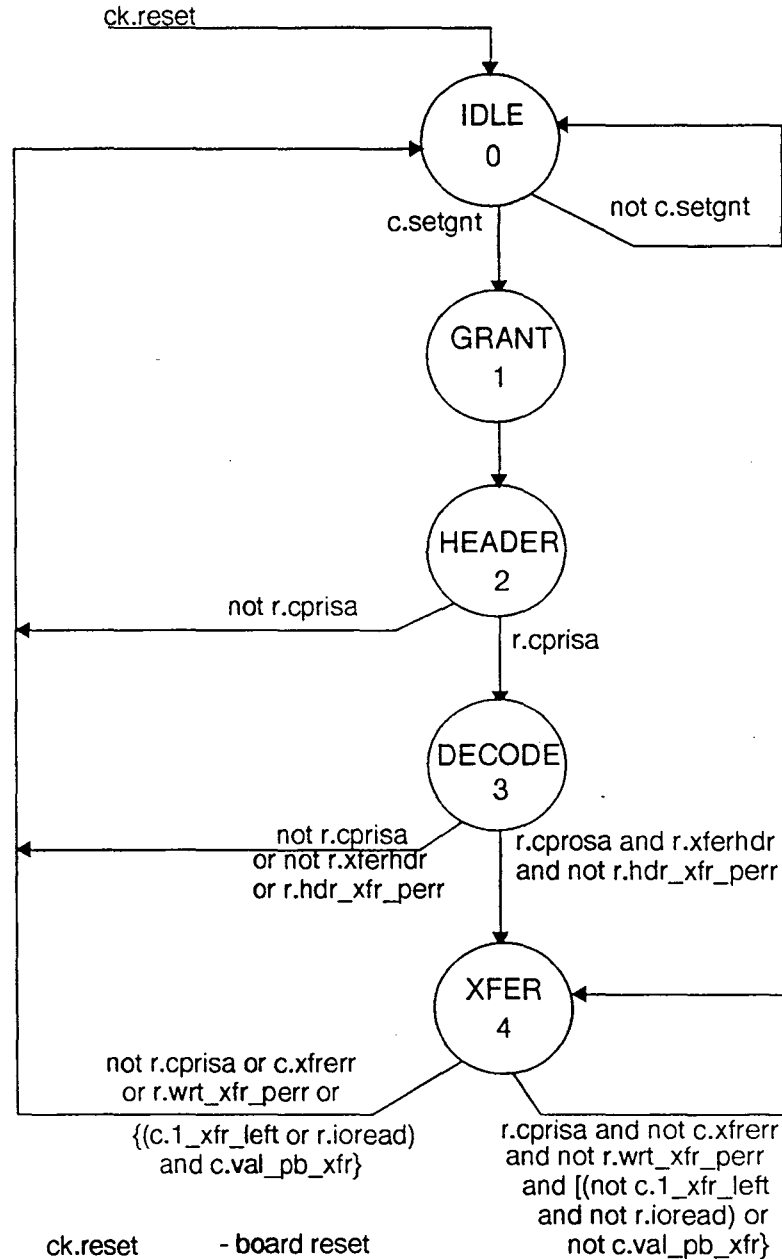 ck.reset
IDLE
0
c.setgnt
not c.setgnt
GRANT
1
HEADER
2
not r.cprisa
r.cprisa
DECODE
3
not r.cprisa
or not r.xferhdr
or r.hdr_xfr_perr
r.cprosa and r.xferhdr
and not r.hdr_xfr_perr
XFER
4
not r.cprisa or c.xfrerr
or r.wrt_xfr_perr or
{(c.1_xfr_left or r.ioread)
and c.val_pb_xfr}
r.cprisa and not c.xfrerr
and not r.wrt_xfr_perr
and [(not c.1_xfr_left
and not r.ioread) or
not c.val_pb_xfr}
ck.reset - board reset